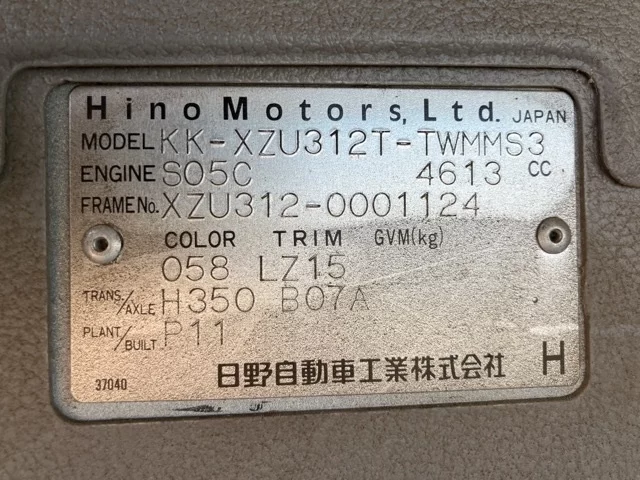 Hino Motors, Ltd. JAPAN
MODEL KK-XZU312T-TWMMS3
ENGINE S05C 4613 CC
FRAME No. XZU312-0001124
COLOR TRIM GVM(kg)
058 LZ15
TRANS./AXLE H350 B07A
PLANT/BUILT P11
37040 日野自動車工業株式会社 H